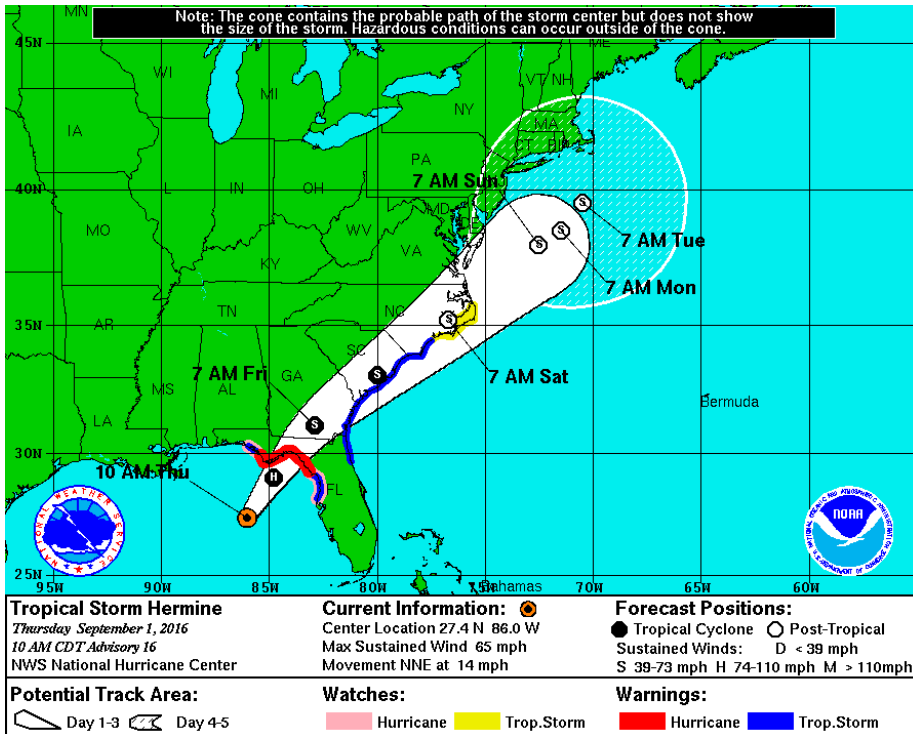 Note: The cone contains the probable path of the storm center but does not show
the size of the storm. Hazardous conditions can occur outside of the cone.
MN
ME
45N
WI
VT NH
MI
NY
MA
IA
CT RI
PA
7 AM Sun
40N
IL
IN
OH
MD
DE
MO
WV
7 AM Tue
VA
KY
7 AM Mon
TN
NC
35N
AR
SC
7 AM Fri
7 AM Sat
GA
MS
AL
Bermuda
LA
30N
10 AM Thu
FL
NATIONAL WEATHER SERVICE
NOAA
25N
Bahamas
95W
90W
85W
80W
75W
70W
65W
60W
S
S
S
S
S
S
H
Tropical Storm Hermine
Thursday September 1, 2016
10 AM CDT Advisory 16
NWS National Hurricane Center
Current Information:
Center Location 27.4 N 86.0 W
Max Sustained Wind 65 mph
Movement NNE at 14 mph
Forecast Positions:
Tropical Cyclone Post-Tropical
Sustained Winds: D < 39 mph
S 39-73 mph H 74-110 mph M > 110mph
Potential Track Area:
Day 1-3 Day 4-5
Watches:
Hurricane Trop.Storm
Warnings:
Hurricane Trop.Storm